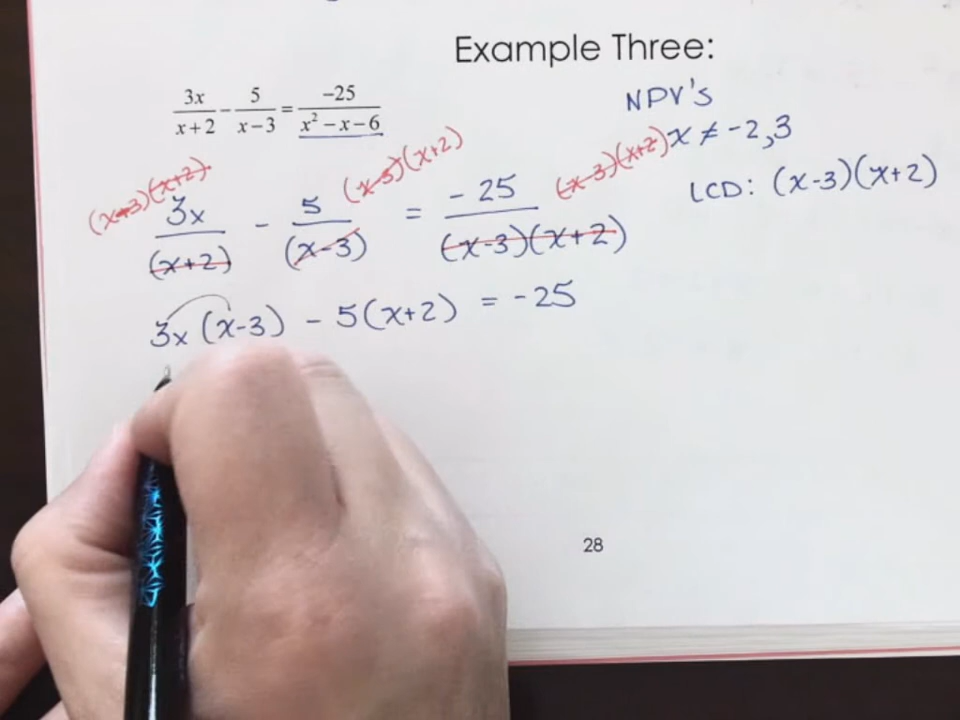 Example Three:
3x/(x+2) - 5/(x-3) = -25/(x² - x - 6)
NPV's
x ≠ -2,3
LCD: (x-3)(x+2)
(x-3)(x+2) 3x/(x+2) - 5/(x-3) (x-3)(x+2) = -25/((x-3)(x+2)) (x-3)(x+2)
3x(x-3) - 5(x+2) = -25
28